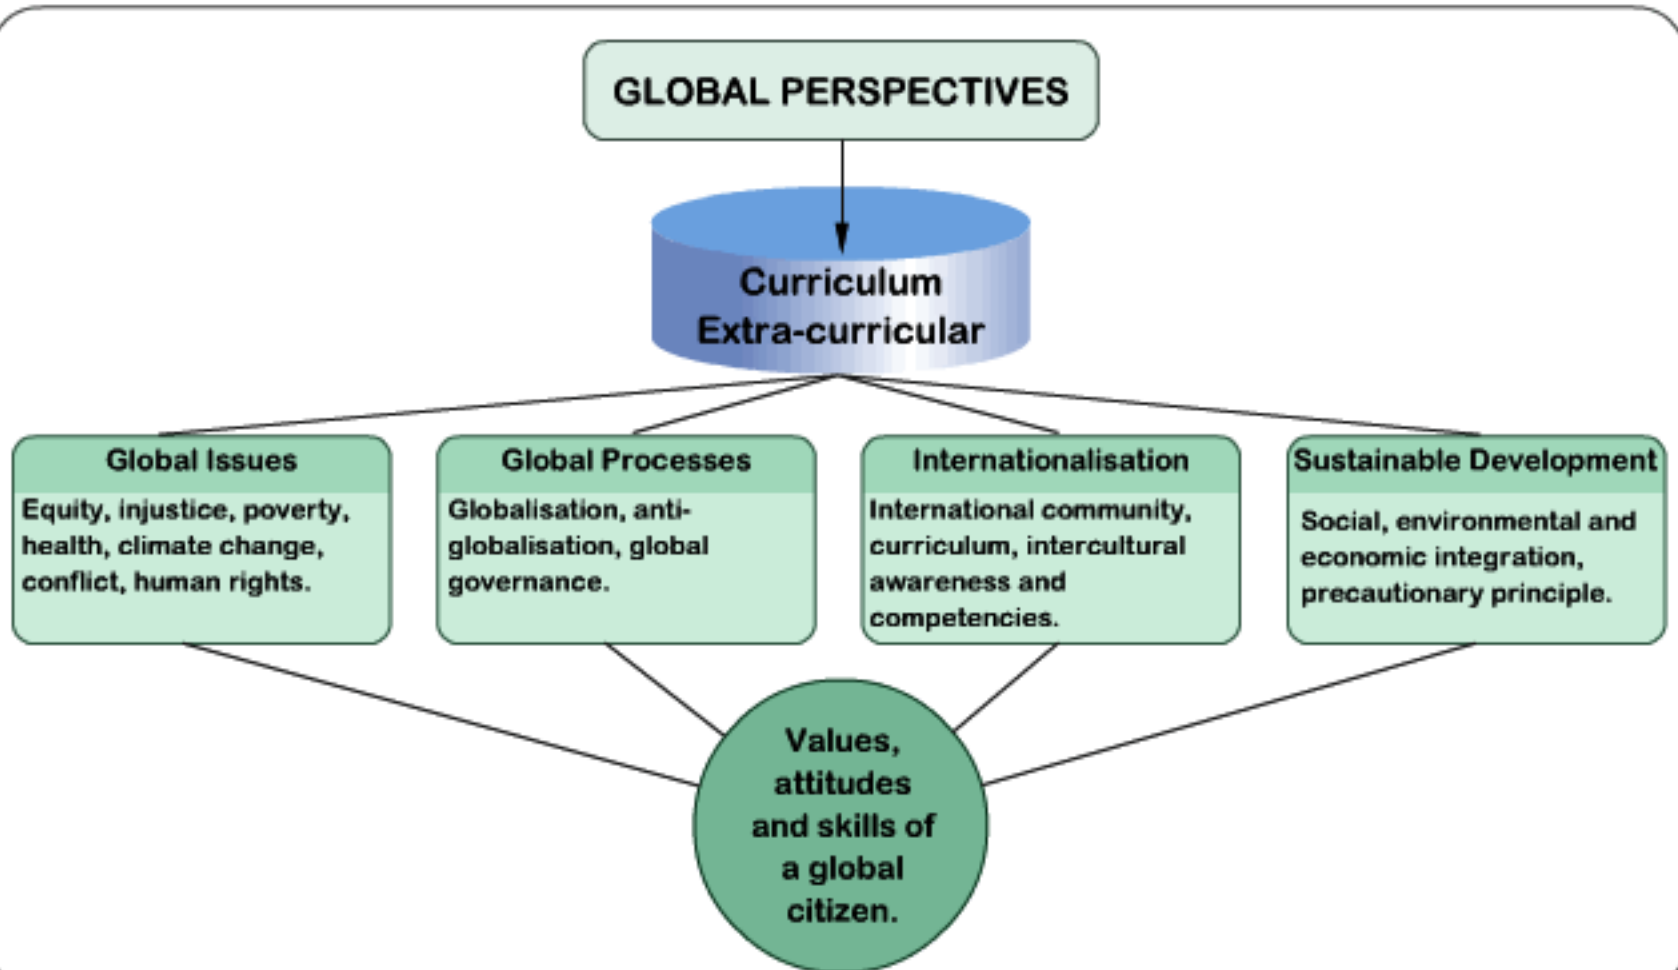 GLOBAL PERSPECTIVES
Curriculum
Extra-curricular
Global Issues
Equity, injustice, poverty,
health, climate change,
conflict, human rights.
Global Processes
Globalisation, anti-
globalisation, global
governance.
Internationalisation
International community,
curriculum, intercultural
awareness and
competencies.
Sustainable Development
Social, environmental and
economic integration,
precautionary principle.
Values,
attitudes
and skills of
a global
citizen.